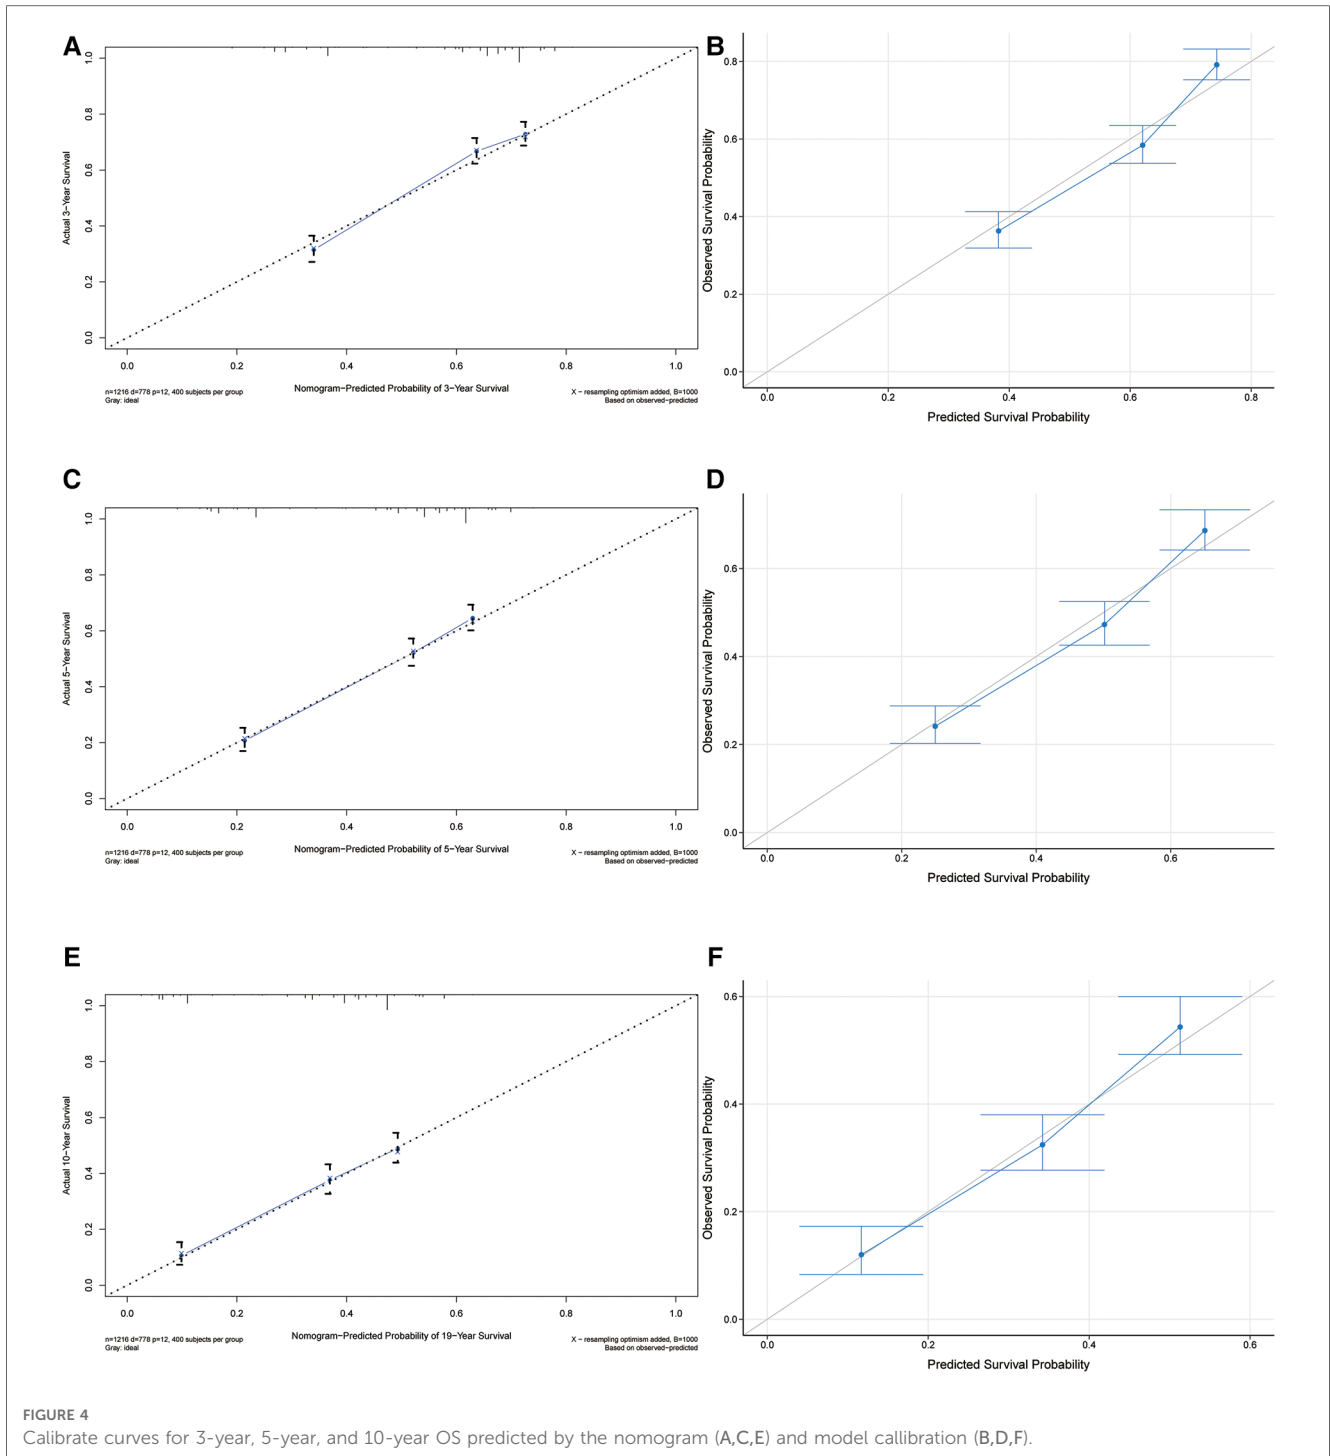 A
1.0
0.8
0.6
0.4
0.2
0.0
Actual 3-Year Survival
0.0 0.2 0.4 0.6 0.8 1.0
n=1216 d=778 p=12, 400 subjects per group
Gray: ideal
Nomogram-Predicted Probability of 3-Year Survival
X - resampling optimism added, B=1000
Based on observed-predicted
B
0.8
0.6
0.4
0.2
0.0
Observed Survival Probability
0.0 0.2 0.4 0.6 0.8
Predicted Survival Probability
C
1.0
0.8
0.6
0.4
0.2
0.0
Actual 5-Year Survival
0.0 0.2 0.4 0.6 0.8 1.0
n=1216 d=778 p=12, 400 subjects per group
Gray: ideal
Nomogram-Predicted Probability of 5-Year Survival
X - resampling optimism added, B=1000
Based on observed-predicted
D
0.6
0.4
0.2
0.0
Observed Survival Probability
0.0 0.2 0.4 0.6
Predicted Survival Probability
E
1.0
0.8
0.6
0.4
0.2
0.0
Actual 10-Year Survival
0.0 0.2 0.4 0.6 0.8 1.0
n=1216 d=778 p=12, 400 subjects per group
Gray: ideal
Nomogram-Predicted Probability of 19-Year Survival
X - resampling optimism added, B=1000
Based on observed-predicted
F
0.6
0.4
0.2
0.0
Observed Survival Probability
0.0 0.2 0.4 0.6
Predicted Survival Probability
FIGURE 4
Calibrate curves for 3-year, 5-year, and 10-year OS predicted by the nomogram (A,C,E) and model callibration (B,D,F).